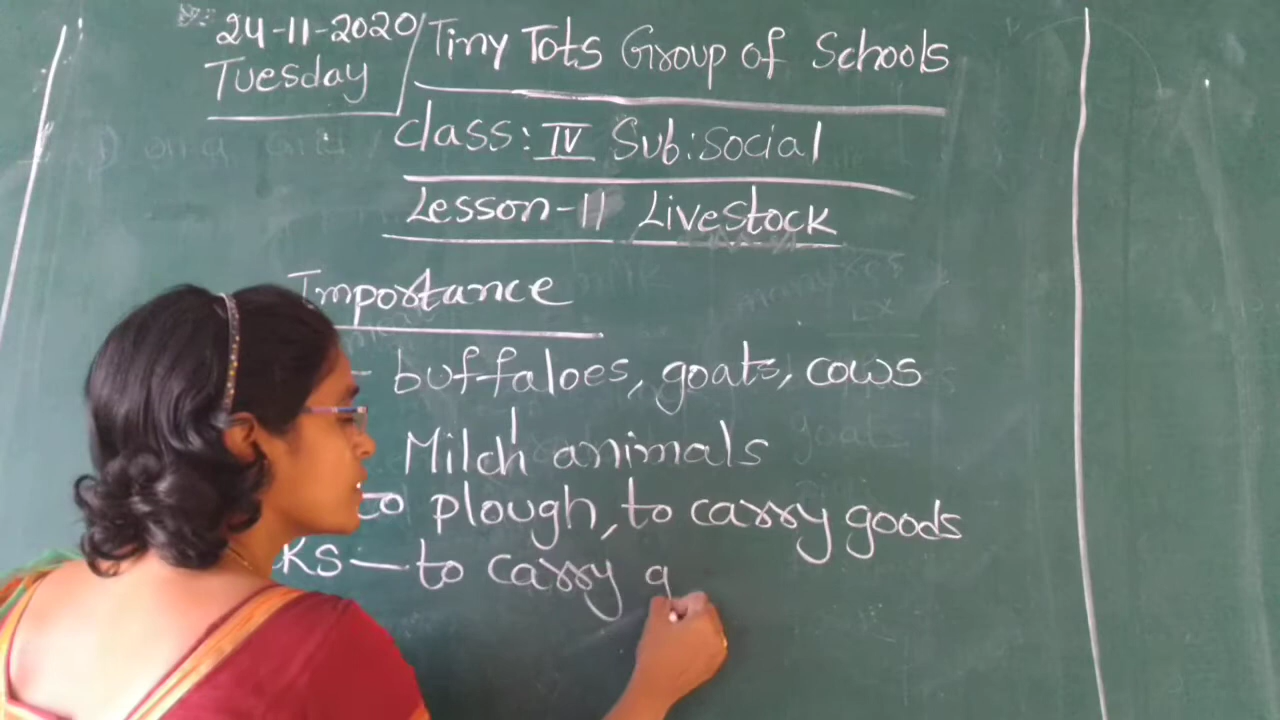 24-11-2020
Tuesday
Tiny Tots Group of Schools
Class: IV Sub: Social
Lesson-11 Livestock
Importance
- buffaloes, goats, cows
Milch animals
to plough, to carry goods
KS — to carry g